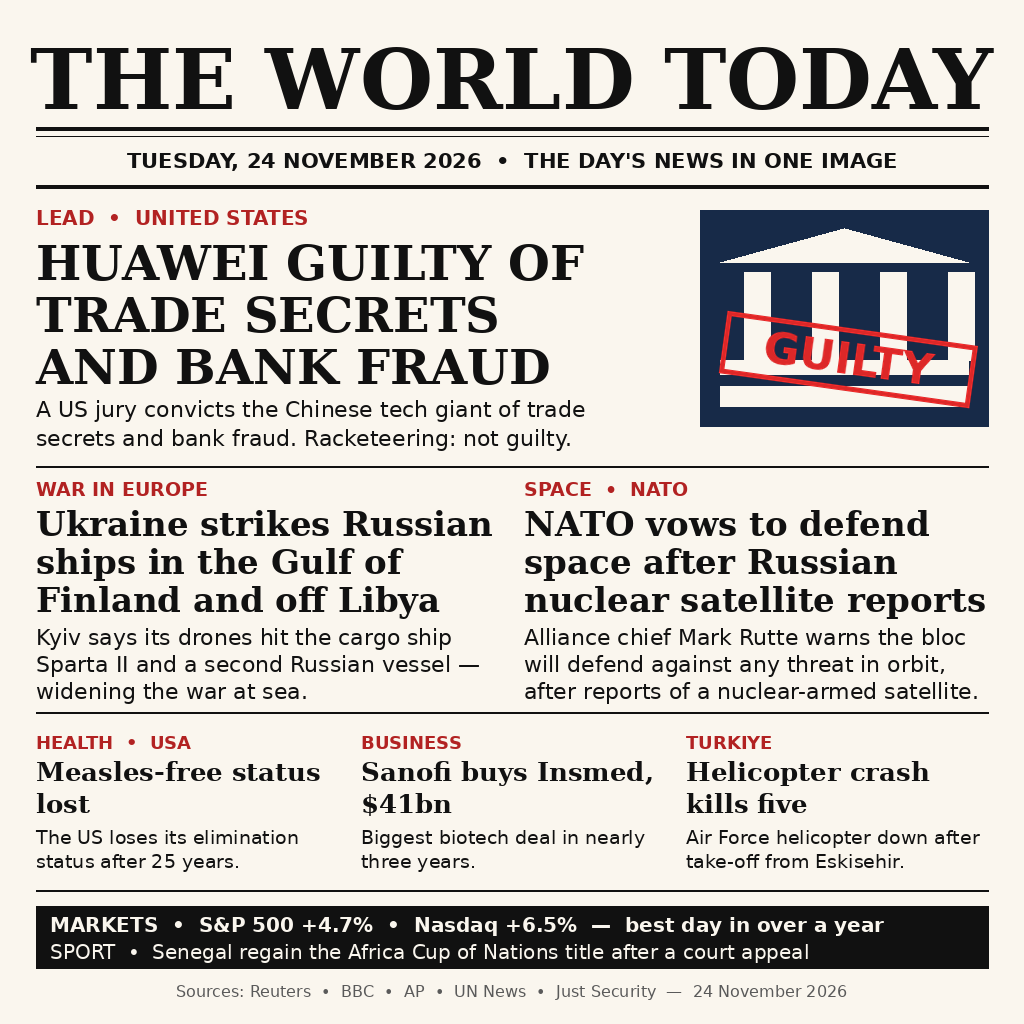 THE WORLD TODAY
TUESDAY, 24 NOVEMBER 2026 • THE DAY'S NEWS IN ONE IMAGE
LEAD • UNITED STATES
HUAWEI GUILTY OF
TRADE SECRETS
AND BANK FRAUD
A US jury convicts the Chinese tech giant of trade
secrets and bank fraud. Racketeering: not guilty.
GUILTY
WAR IN EUROPE
Ukraine strikes Russian
ships in the Gulf of
Finland and off Libya
Kyiv says its drones hit the cargo ship
Sparta II and a second Russian vessel —
widening the war at sea.
SPACE • NATO
NATO vows to defend
space after Russian
nuclear satellite reports
Alliance chief Mark Rutte warns the bloc
will defend against any threat in orbit,
after reports of a nuclear-armed satellite.
HEALTH • USA
Measles-free status
lost
The US loses its elimination
status after 25 years.
BUSINESS
Sanofi buys Insmed,
$41bn
Biggest biotech deal in nearly
three years.
TURKIYE
Helicopter crash
kills five
Air Force helicopter down after
take-off from Eskisehir.
MARKETS • S&P 500 +4.7% • Nasdaq +6.5% — best day in over a year
SPORT • Senegal regain the Africa Cup of Nations title after a court appeal
Sources: Reuters • BBC • AP • UN News • Just Security — 24 November 2026